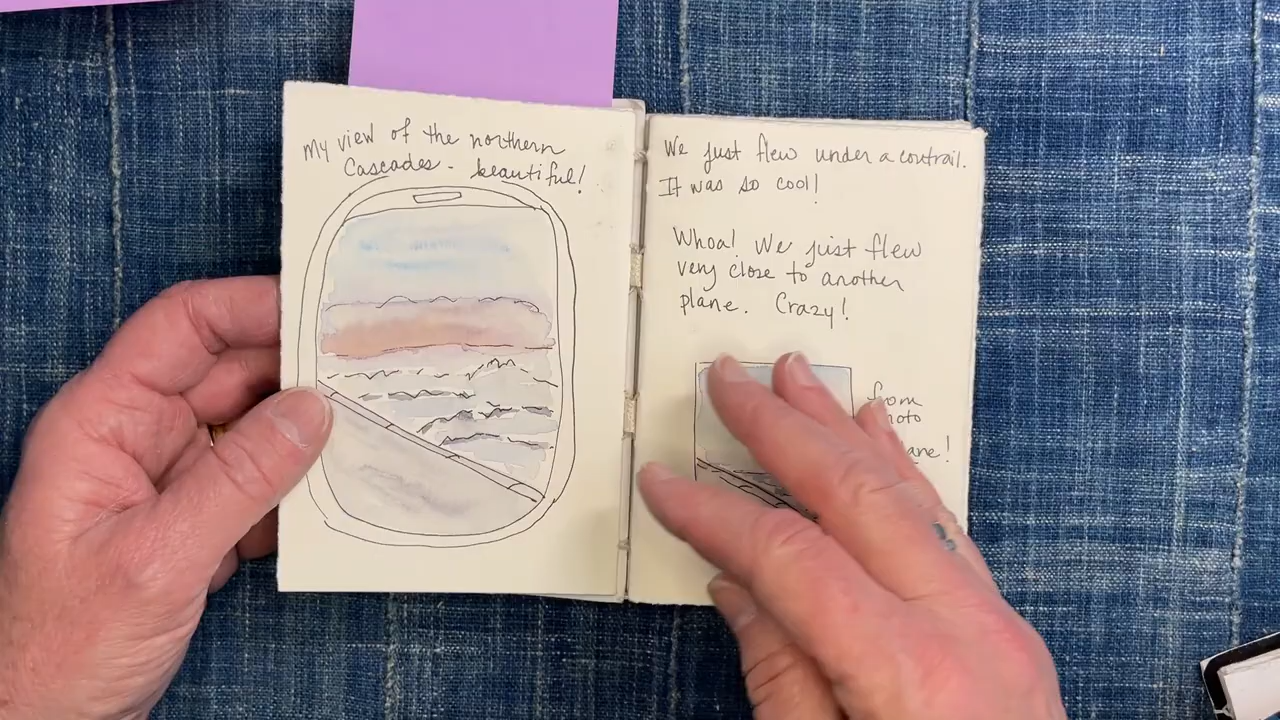 My view of the northern
Cascades - beautiful!
We just flew under a contrail.
It was so cool!
Whoa! We just flew
very close to another
plane. Crazy!
from